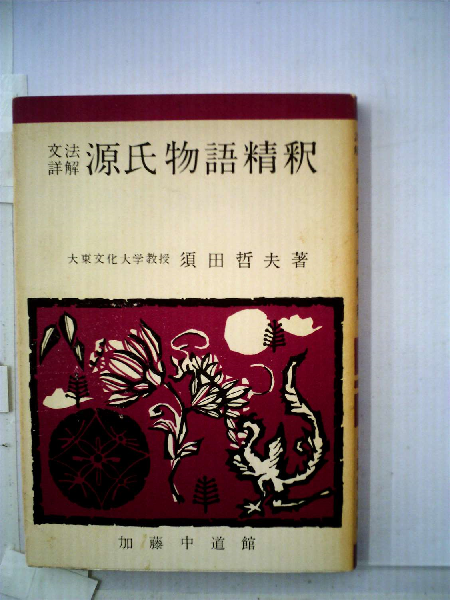 文法詳解 源氏物語精釈
大東文化大学教授 須田哲夫著
加藤中道館